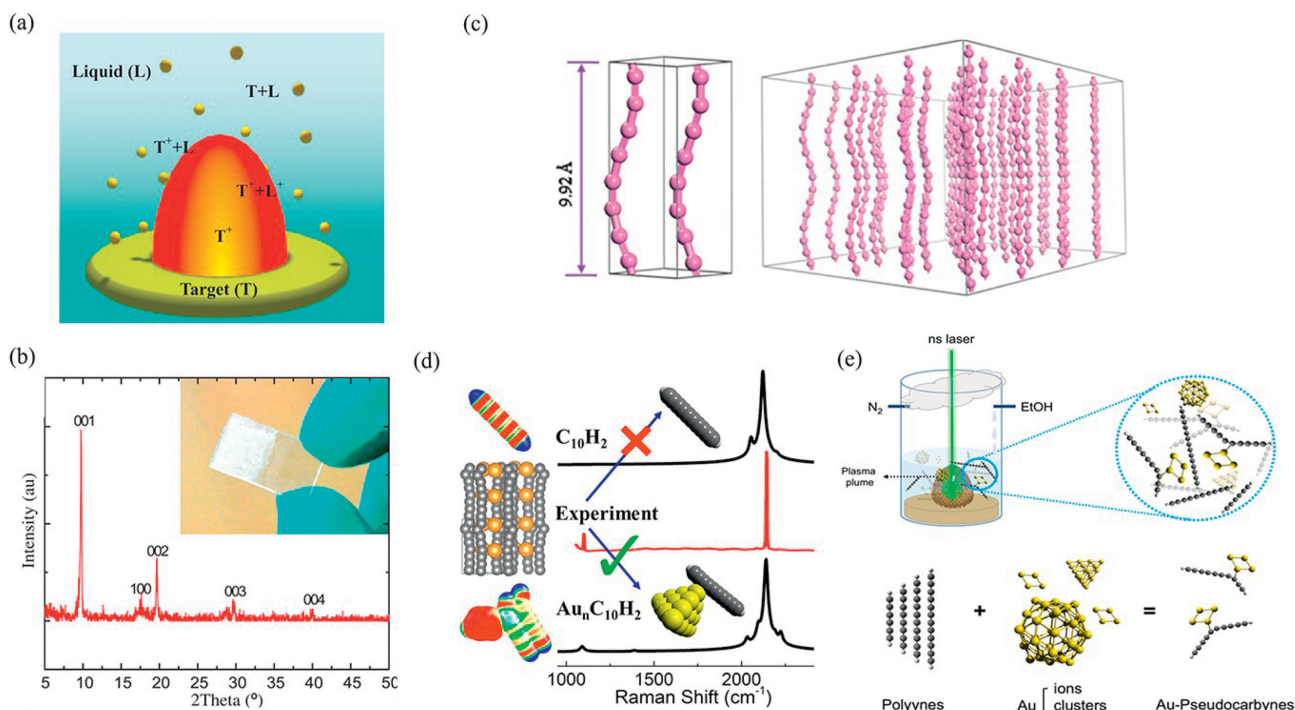 (a)
Liquid (L)
T+L
T⁺+L
T⁺+L⁺
T⁺
Target (T)
(b)
Intensity (au)
001
100
002
003
004
5 10 15 20 25 30 35 40 45 50
2Theta (°)
(c)
9.92 Å
(d)
C₁₀H₂
Experiment
AuₙC₁₀H₂
1000 1500 2000
Raman Shift (cm⁻¹)
(e)
ns laser
N₂
EtOH
Plasma
plume
+
=
Polyynes
Au
ions
clusters
Au-Pseudocarbynes